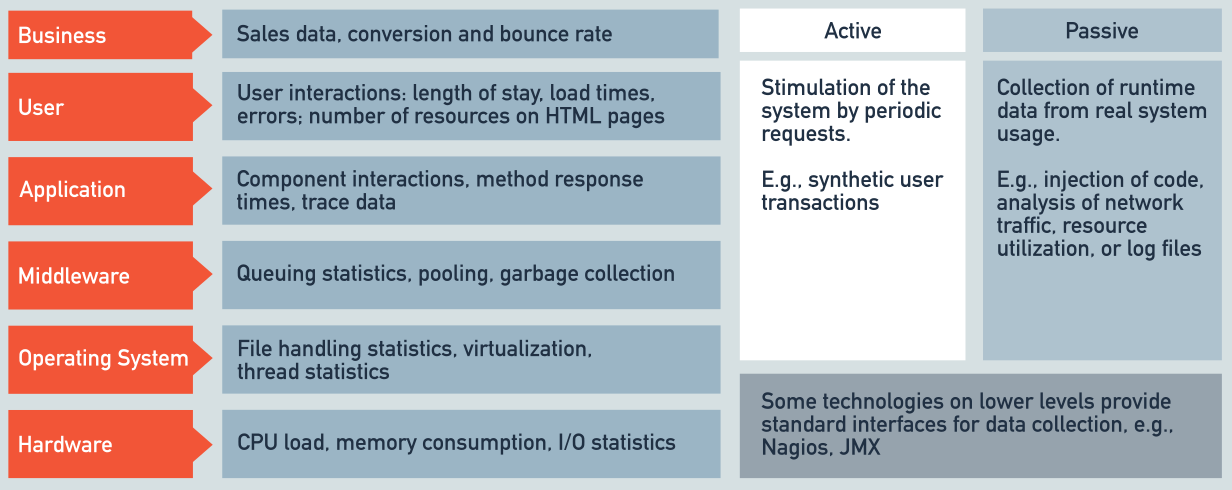 Business
Sales data, conversion and bounce rate
User
User interactions: length of stay, load times,
errors; number of resources on HTML pages
Application
Component interactions, method response
times, trace data
Middleware
Queuing statistics, pooling, garbage collection
Operating System
File handling statistics, virtualization,
thread statistics
Hardware
CPU load, memory consumption, I/O statistics
Active
Stimulation of the
system by periodic
requests.
E.g., synthetic user
transactions
Passive
Collection of runtime
data from real system
usage.
E.g., injection of code,
analysis of network
traffic, resource
utilization, or log files
Some technologies on lower levels provide
standard interfaces for data collection, e.g.,
Nagios, JMX